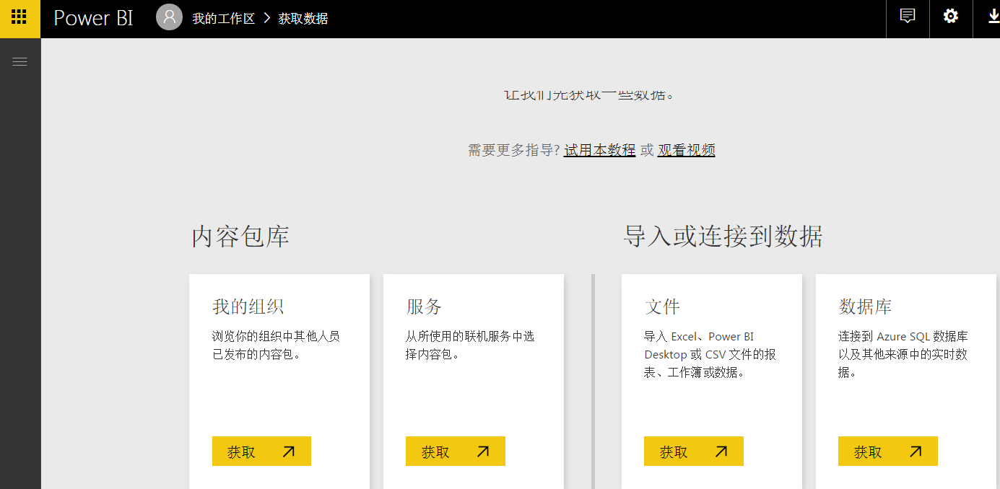 Power BI
我的工作区 > 获取数据
让我们先获取一些数据。
需要更多指导? 试用本教程 或 观看视频
内容包库
导入或连接到数据
我的组织
浏览你的组织中其他人员
已发布的内容包。
获取
服务
从所使用的联机服务中选
择内容包。
获取
文件
导入 Excel、Power BI
Desktop 或 CSV 文件的报
表、工作簿或数据。
获取
数据库
连接到 Azure SQL 数据库
以及其他来源中的实时数
据。
获取